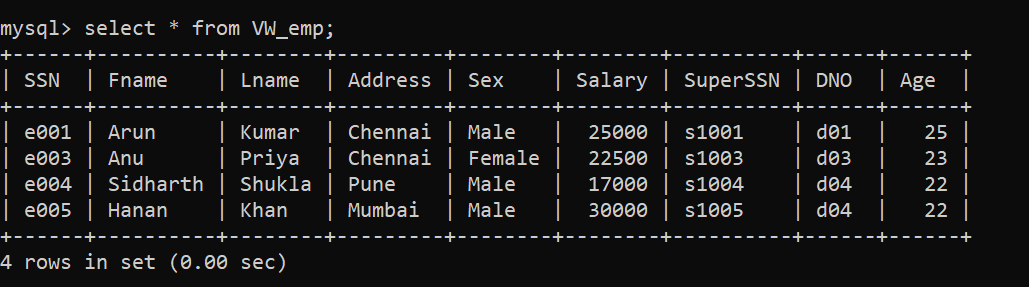 mysql> select * from VW_emp;
+------+----------+--------+---------+--------+--------+----------+------+------+
| SSN  | Fname    | Lname  | Address | Sex    | Salary | SuperSSN | DNO  | Age  |
+------+----------+--------+---------+--------+--------+----------+------+------+
| e001 | Arun     | Kumar  | Chennai | Male   |  25000 | s1001    | d01  |   25 |
| e003 | Anu      | Priya  | Chennai | Female |  22500 | s1003    | d03  |   23 |
| e004 | Sidharth | Shukla | Pune    | Male   |  17000 | s1004    | d04  |   22 |
| e005 | Hanan    | Khan   | Mumbai  | Male   |  30000 | s1005    | d04  |   22 |
+------+----------+--------+---------+--------+--------+----------+------+------+
4 rows in set (0.00 sec)